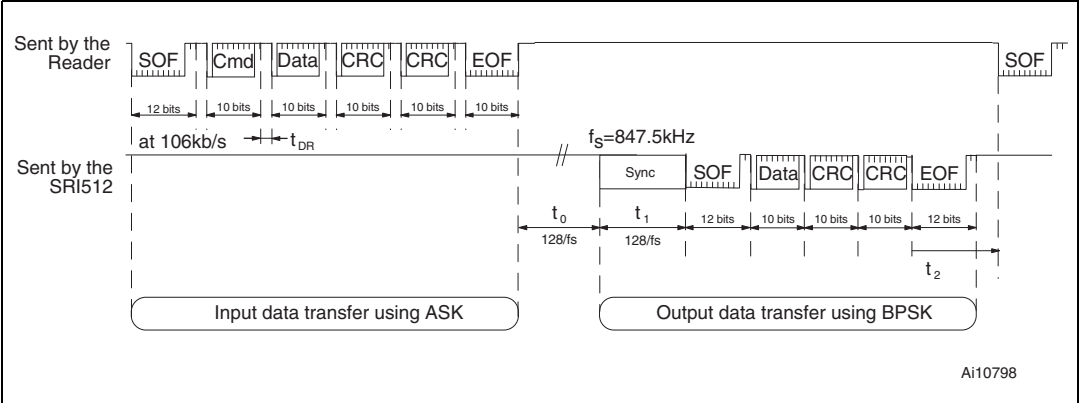 Sent by the
Reader
SOF Cmd Data CRC CRC EOF SOF
12 bits 10 bits 10 bits 10 bits 10 bits 10 bits
at 106kb/s tDR fs=847.5kHz
Sent by the
SRI512
Sync SOF Data CRC CRC EOF
t0 t1 12 bits 10 bits 10 bits 10 bits 12 bits
128/fs 128/fs
t2
Input data transfer using ASK Output data transfer using BPSK
Ai10798